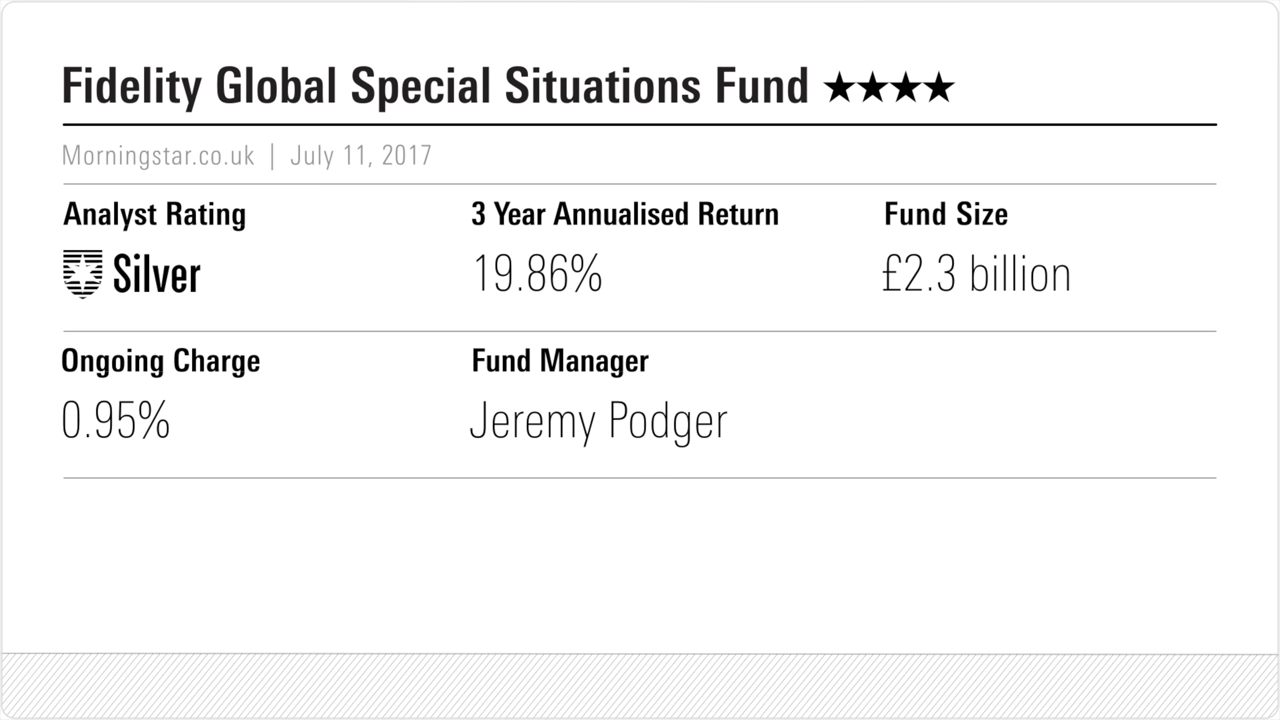 Fidelity Global Special Situations Fund ★★★★
Morningstar.co.uk | July 11, 2017
Analyst Rating
3 Year Annualised Return
Fund Size
Silver
19.86%
£2.3 billion
Ongoing Charge
Fund Manager
0.95%
Jeremy Podger